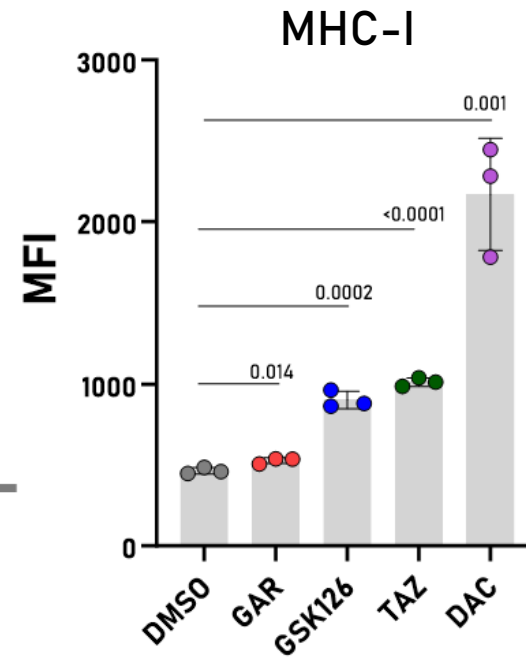 MHC-I
3000
0.001
2000
<0.0001
MFI
0.0002
1000
0.014
0
DMSO
GAR
GSK126
TAZ
DAC